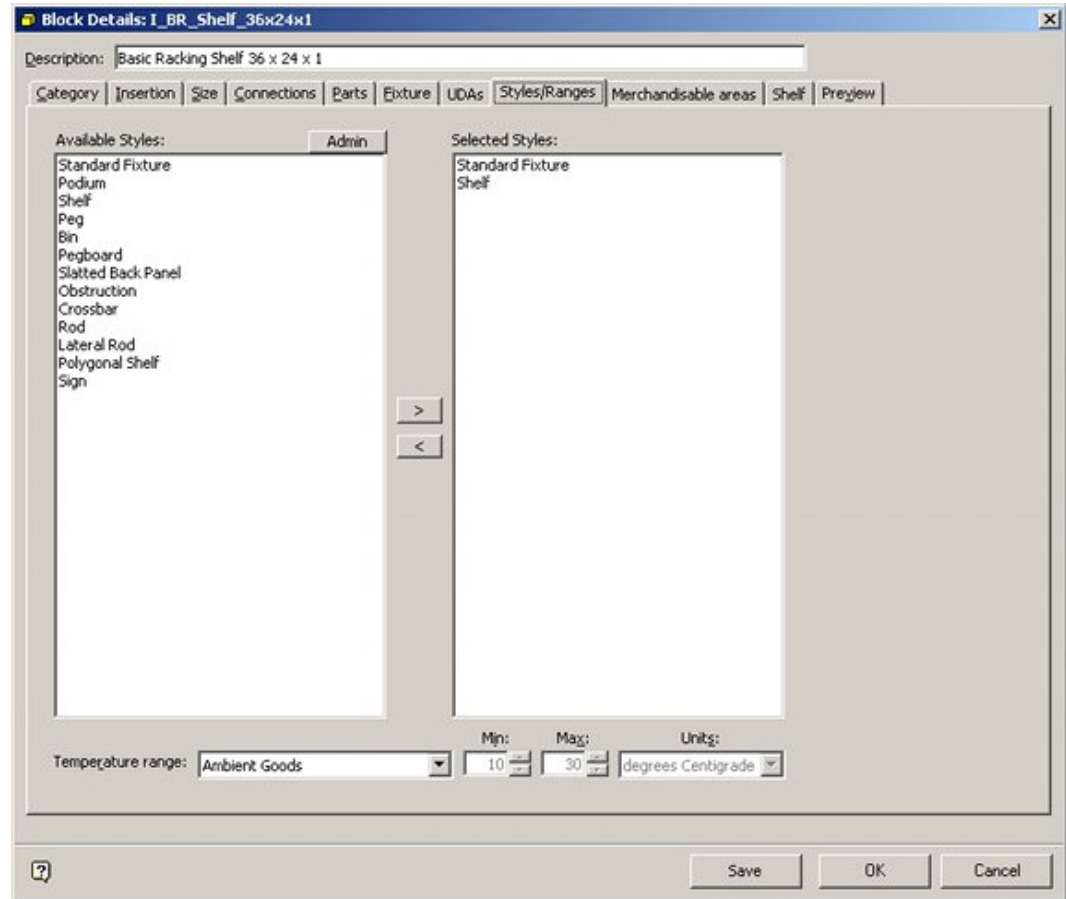 Block Details: I_BR_Shelf_36x24x1
Description: Basic Racking Shelf 36 x 24 x 1
Category Insertion Size Connections Parts Fixture UDAs Styles/Ranges Merchandisable areas Shelf Preview
Available Styles: Admin Selected Styles:
Standard Fixture
Podium
Shelf
Peg
Bin
Pegboard
Slatted Back Panel
Obstruction
Crossbar
Rod
Lateral Rod
Polygonal Shelf
Sign
Standard Fixture
Shelf
>
<
Min: Max: Units:
Temperature range: Ambient Goods 10 30 degrees Centigrade
Save OK Cancel